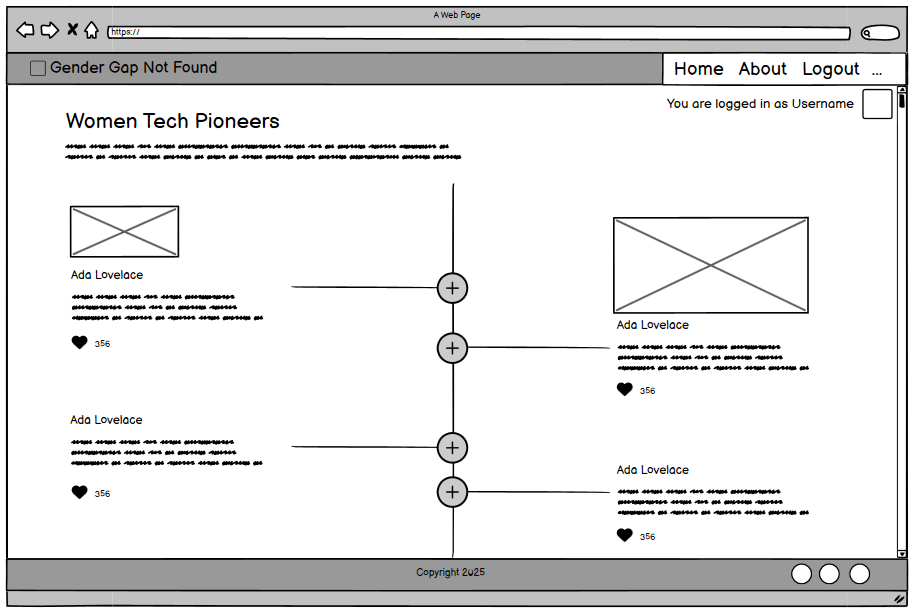 A Web Page
https://
Gender Gap Not Found
Home About Logout ...
You are logged in as Username
Women Tech Pioneers
Ada Lovelace
356
Ada Lovelace
356
Ada Lovelace
356
Ada Lovelace
356
Copyright 2025